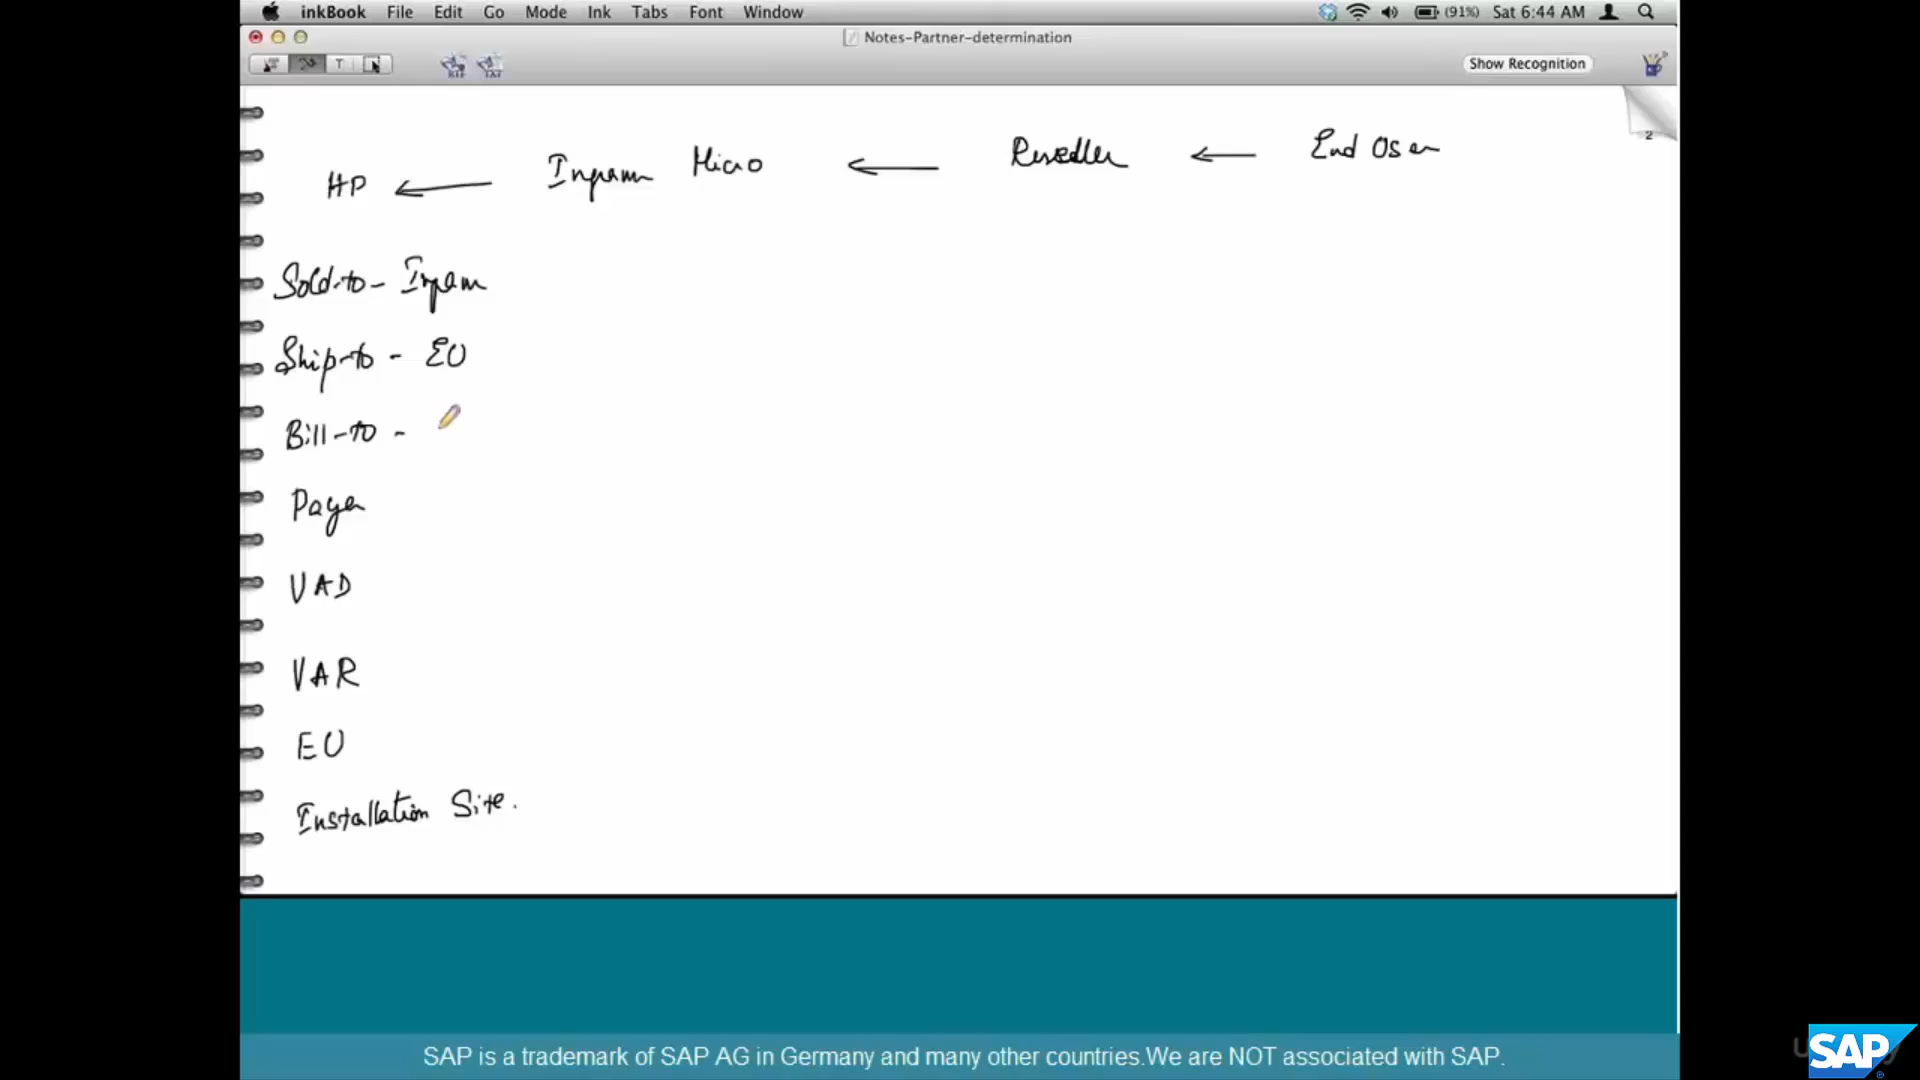 inkBook File Edit Go Mode Ink Tabs Font Window (91%) Sat 6:44 AM
Notes-Partner-determination
T Show Recognition
2
HP ← Ingram Micro ← Reseller ← End User
Sold-to - Ingram
Ship-to - EU
Bill-to -
Payer
VAD
VAR
EU
Installation Site.
SAP is a trademark of SAP AG in Germany and many other countries.We are NOT associated with SAP.
SAP